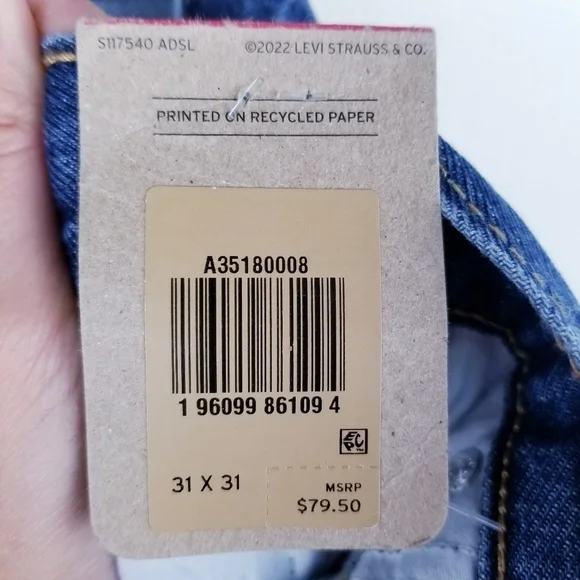 S117540 ADSL ©2022 LEVI STRAUSS & CO.
PRINTED ON RECYCLED PAPER
A35180008
1 96099 86109 4
EPC
31 X 31
MSRP
$79.50